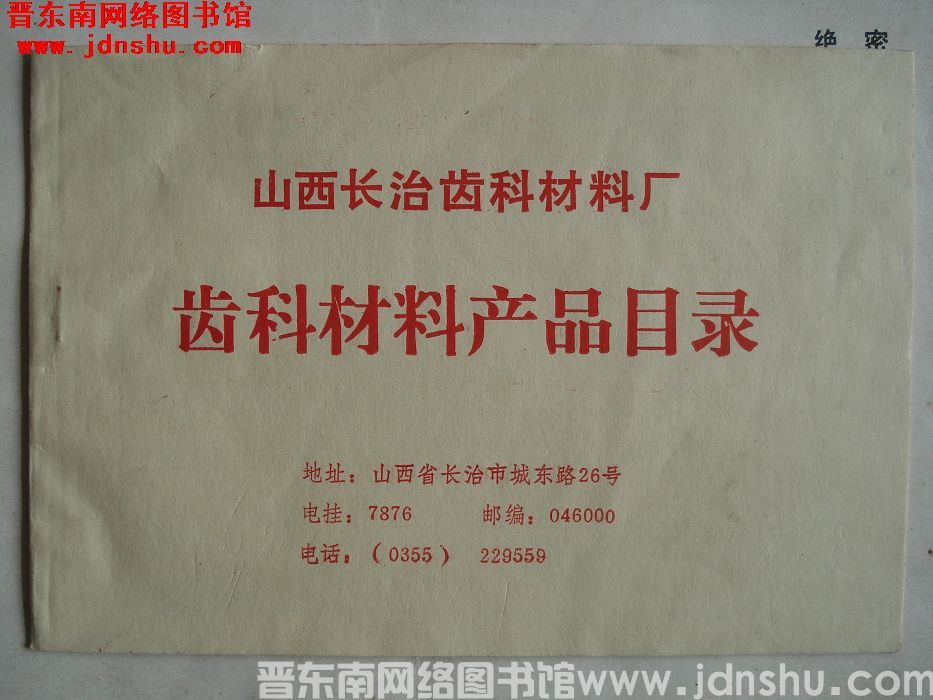 晋东南网络图书馆
www.jdnshu.com
绝 密
山西长治齿科材料厂
齿科材料产品目录
地址：山西省长治市城东路26号
电挂：7876 邮编：046000
电话：（0355） 229559
晋东南网络图书馆www.jdnshu.com